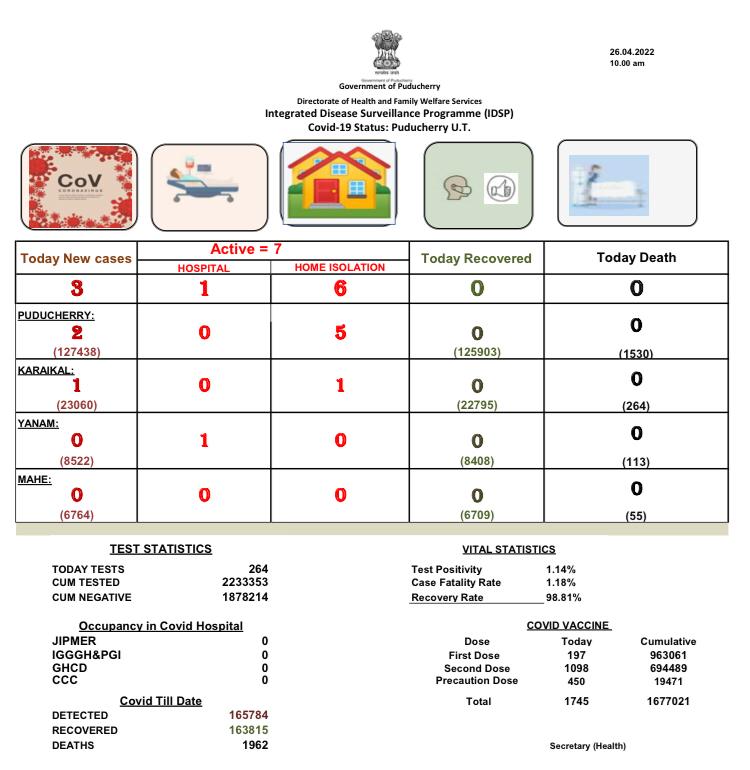 26.04.2022
10.00 am
Government of Puducherry
Government of Puducherry
Directorate of Health and Family Welfare Services
Integrated Disease Surveillance Programme (IDSP)
Covid-19 Status: Puducherry U.T.
CoV
CORONAVIRUS
Today New cases Active = 7 Today Recovered Today Death
HOSPITAL HOME ISOLATION
3 1 6 0 0
PUDUCHERRY:
2 0 5 0 0
(127438) (125903) (1530)
KARAIKAL:
1 0 1 0 0
(23060) (22795) (264)
YANAM:
0 1 0 0 0
(8522) (8408) (113)
MAHE:
0 0 0 0 0
(6764) (6709) (55)
TEST STATISTICS
TODAY TESTS 264
CUM TESTED 2233353
CUM NEGATIVE 1878214
VITAL STATISTICS
Test Positivity 1.14%
Case Fatality Rate 1.18%
Recovery Rate 98.81%
Occupancy in Covid Hospital
JIPMER 0
IGGGH&PGI 0
GHCD 0
CCC 0
COVID VACCINE
Dose Today Cumulative
First Dose 197 963061
Second Dose 1098 694489
Precaution Dose 450 19471
Total 1745 1677021
Covid Till Date
DETECTED 165784
RECOVERED 163815
DEATHS 1962
Secretary (Health)